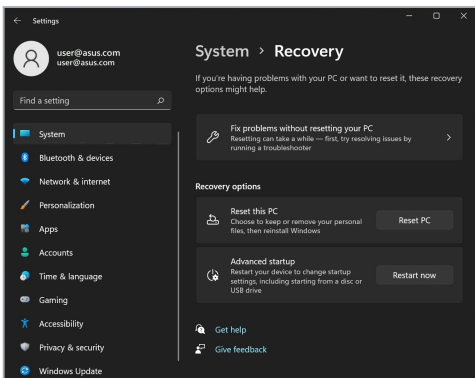 Settings
user@asus.com
user@asus.com
Find a setting
System
Bluetooth & devices
Network & internet
Personalization
Apps
Accounts
Time & language
Gaming
Accessibility
Privacy & security
Windows Update
System > Recovery
If you're having problems with your PC or want to reset it, these recovery
options might help.
Fix problems without resetting your PC
Resetting can take a while — first, try resolving issues by
running a troubleshooter
Recovery options
Reset this PC
Choose to keep or remove your personal
files, then reinstall Windows
Reset PC
Advanced startup
Restart your device to change startup
settings, including starting from a disc or
USB drive
Restart now
Get help
Give feedback